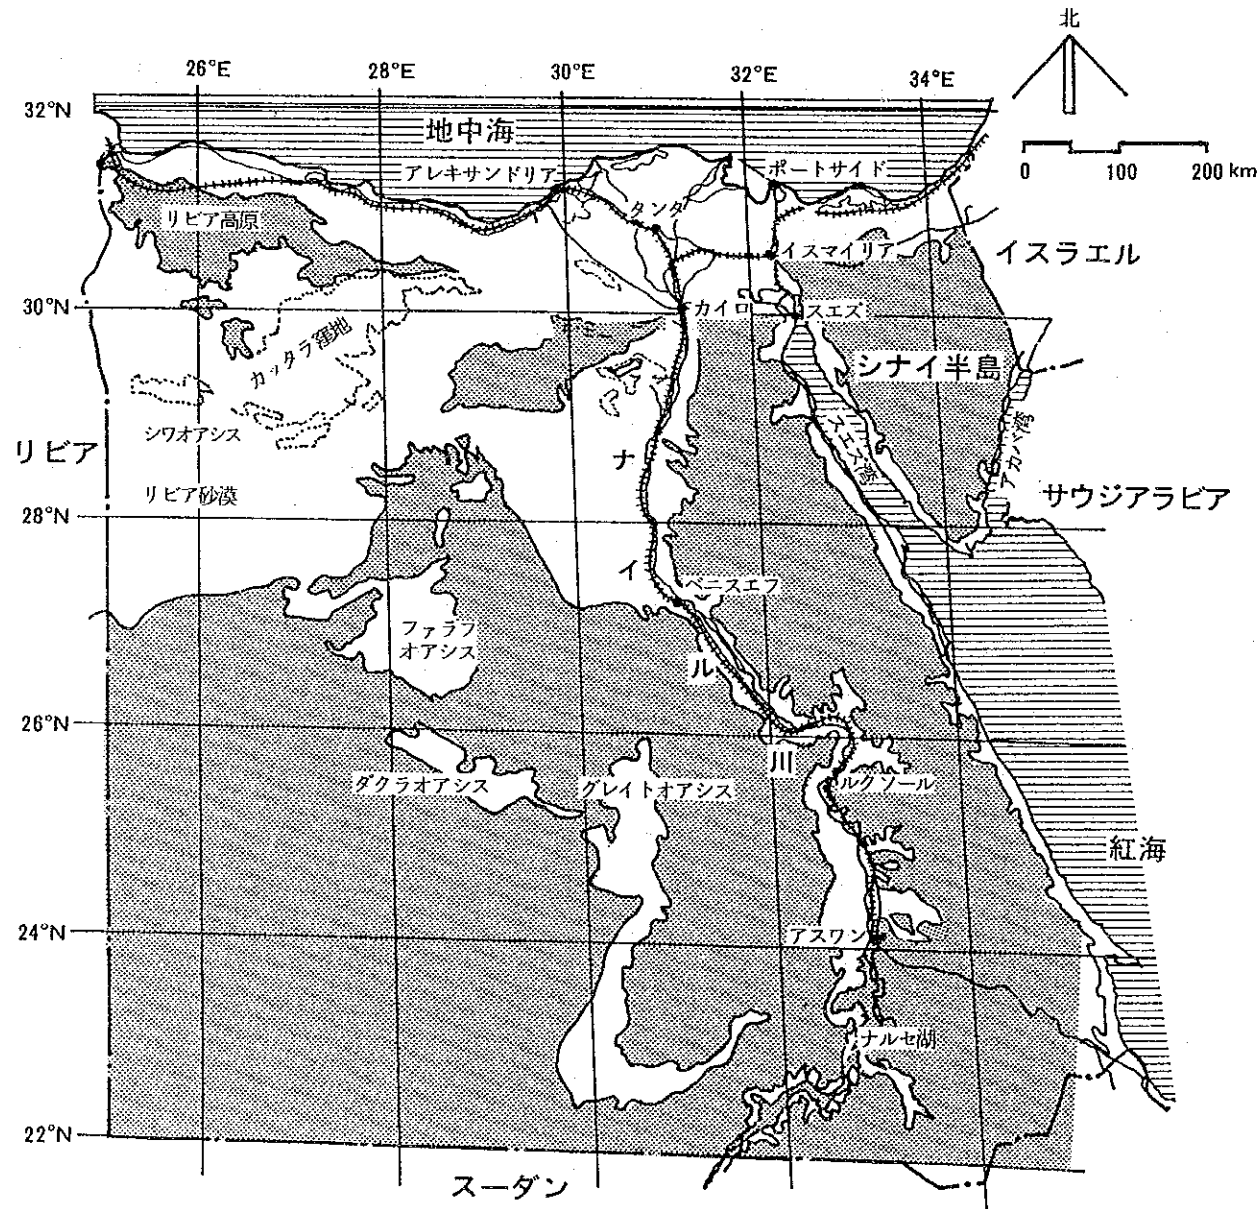 北
26°E
28°E
30°E
32°E
34°E
32°N
地中海
0 100 200 km
アレキサンドリア
ポートサイド
タンタ
リビア高原
イスマイリア
イスラエル
30°N
カイロ
スエズ
カッタラ窪地
シナイ半島
シワオアシス
スエズ湾
アカバ湾
リビア
ナ
リビア砂漠
サウジアラビア
28°N
イ
ベニスエフ
ファラフ
オアシス
ル
26°N
川
ダクラオアシス
グレイトオアシス
ルクソール
紅海
24°N
アスワン
ナルセ湖
22°N
スーダン